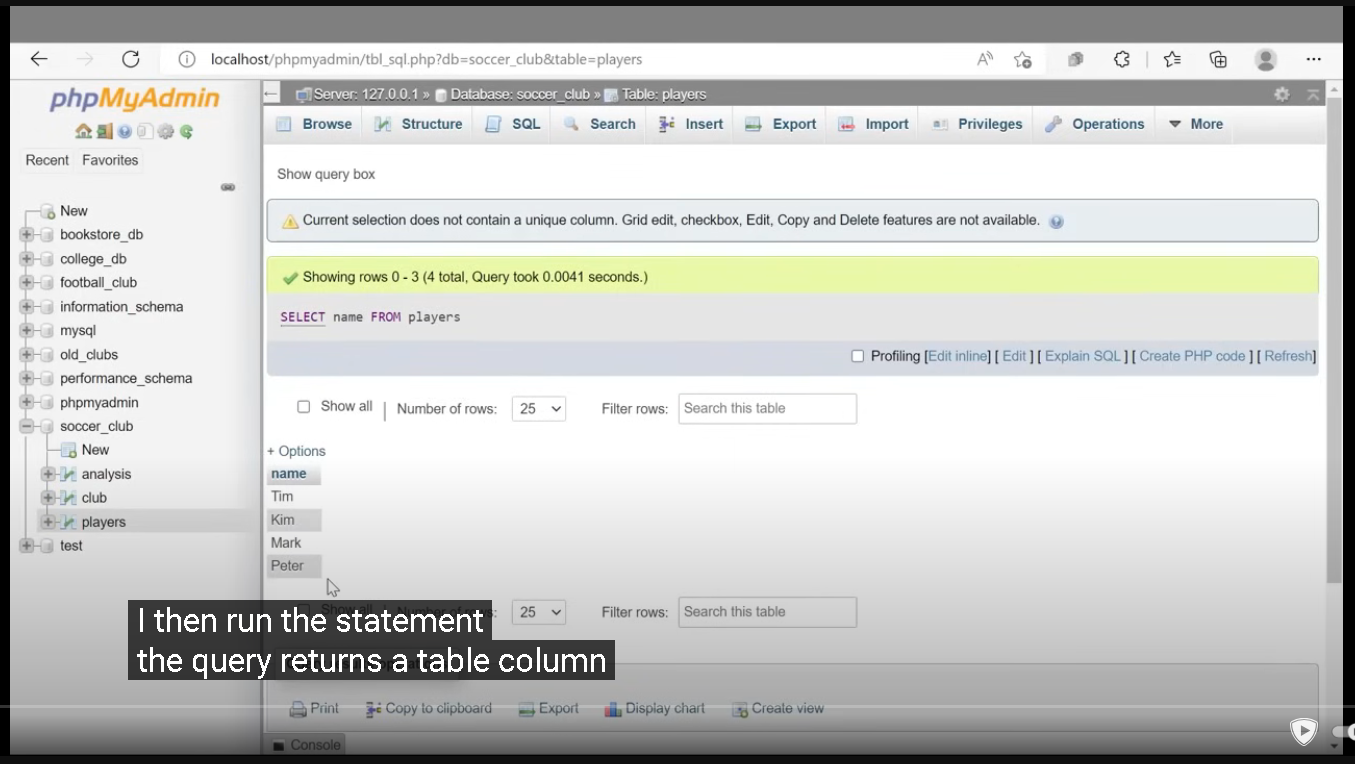 localhost/phpmyadmin/tbl_sql.php?db=soccer_club&table=players
phpMyAdmin
Recent Favorites
New
bookstore_db
college_db
football_club
information_schema
mysql
old_clubs
performance_schema
phpmyadmin
soccer_club
New
analysis
club
players
test
Server: 127.0.0.1 » Database: soccer_club » Table: players
Browse Structure SQL Search Insert Export Import Privileges Operations More
Show query box
Current selection does not contain a unique column. Grid edit, checkbox, Edit, Copy and Delete features are not available.
Showing rows 0 - 3 (4 total, Query took 0.0041 seconds.)
SELECT name FROM players
Profiling [Edit inline] [ Edit ] [ Explain SQL ] [ Create PHP code ] [ Refresh]
Show all | Number of rows: 25 Filter rows: Search this table
+ Options
name
Tim
Kim
Mark
Peter
Show all | Number of rows: 25 Filter rows: Search this table
I then run the statement
the query returns a table column
Print Copy to clipboard Export Display chart Create view
Console